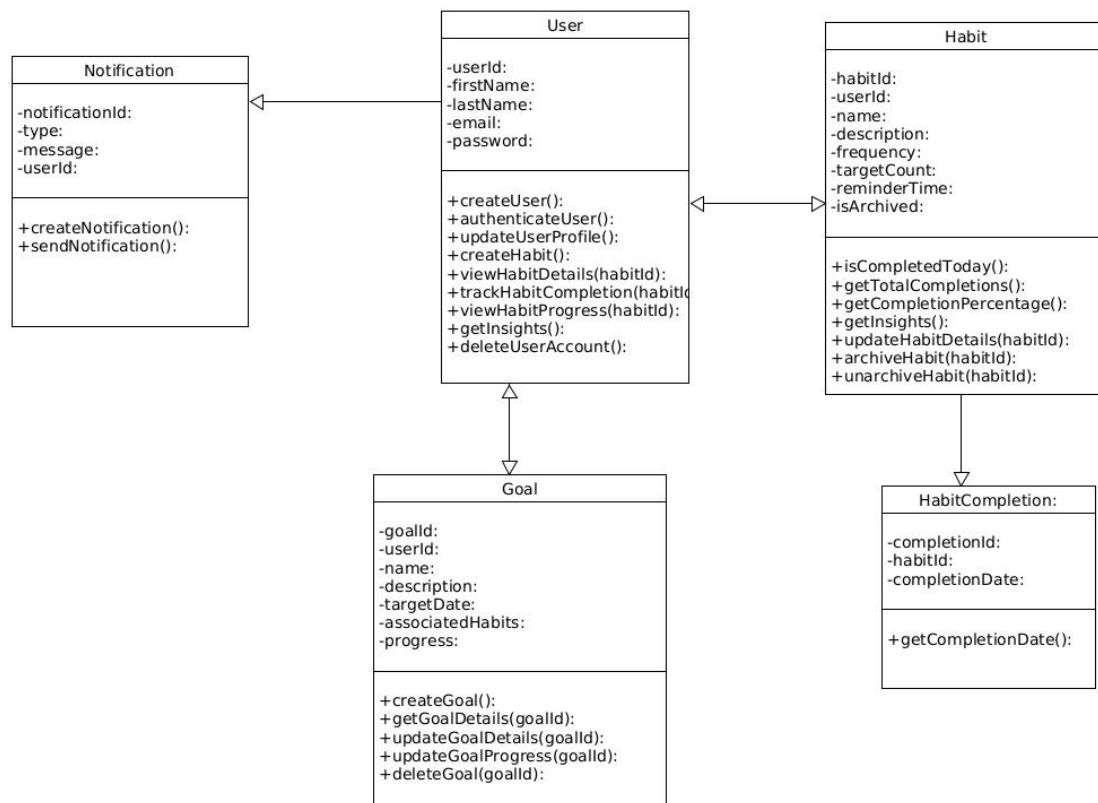 Notification
-notificationId:
-type:
-message:
-userId:
+createNotification():
+sendNotification():
User
-userId:
-firstName:
-lastName:
-email:
-password:
+createUser():
+authenticateUser():
+updateUserProfile():
+createHabit():
+viewHabitDetails(habitId):
+trackHabitCompletion(habitId
+viewHabitProgress(habitId):
+getInsights():
+deleteUserAccount():
Habit
-habitId:
-userId:
-name:
-description:
-frequency:
-targetCount:
-reminderTime:
-isArchived:
+isCompletedToday():
+getTotalCompletions():
+getCompletionPercentage():
+getInsights():
+updateHabitDetails(habitId):
+archiveHabit(habitId):
+unarchiveHabit(habitId):
Goal
-goalId:
-userId:
-name:
-description:
-targetDate:
-associatedHabits:
-progress:
+createGoal():
+getGoalDetails(goalId):
+updateGoalDetails(goalId):
+updateGoalProgress(goalId):
+deleteGoal(goalId):
HabitCompletion:
-completionId:
-habitId:
-completionDate:
+getCompletionDate():